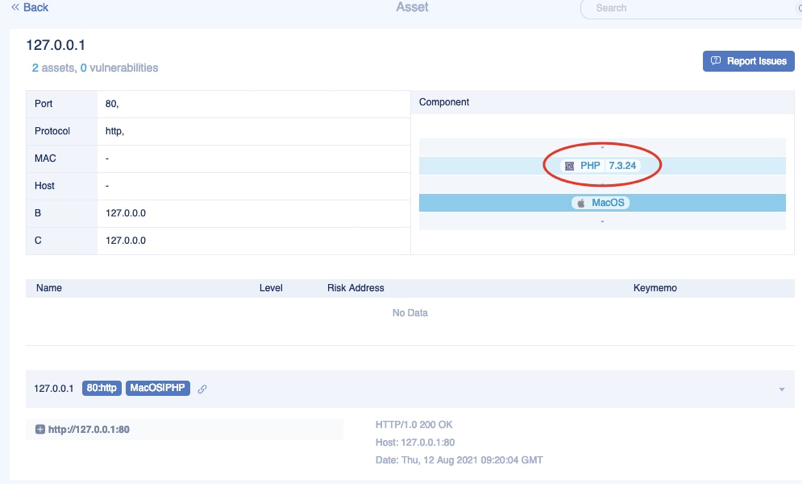 « Back
Asset
Search
127.0.0.1
2 assets, 0 vulnerabilities
Report Issues
Port 80,
Protocol http,
MAC -
Host -
B 127.0.0.0
C 127.0.0.0
Component
-
PHP 7.3.24
-
MacOS
-
Name Level Risk Address Keymemo
No Data
127.0.0.1 80:http MacOS|PHP
http://127.0.0.1:80
HTTP/1.0 200 OK
Host: 127.0.0.1:80
Date: Thu, 12 Aug 2021 09:20:04 GMT